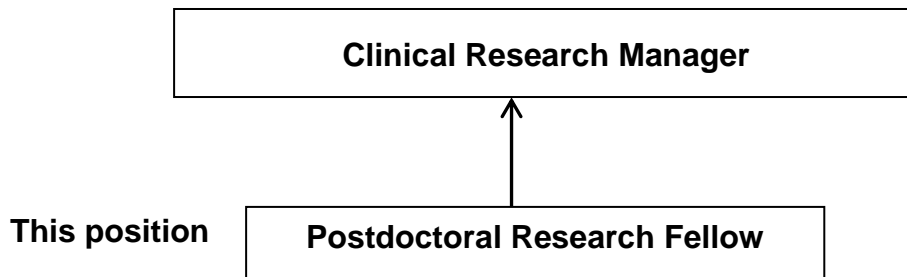 Clinical Research Manager
This position
Postdoctoral Research Fellow